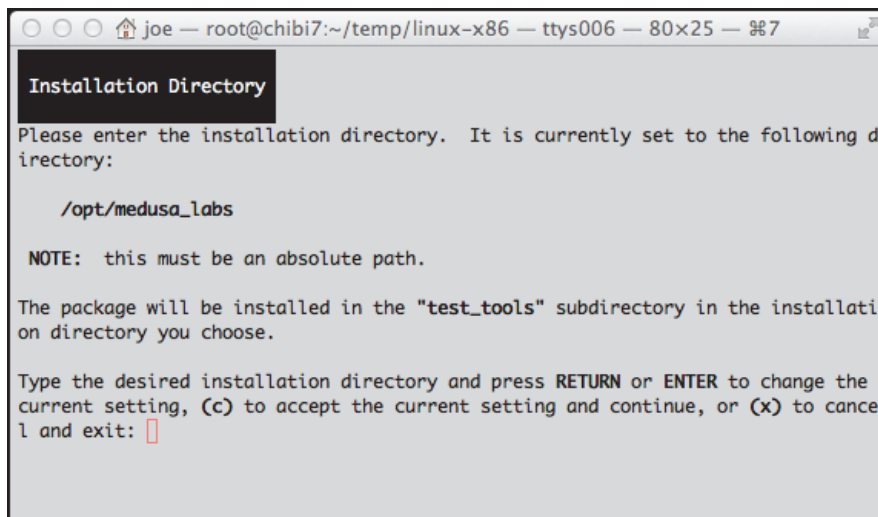 joe — root@chibi7:~/temp/linux-x86 — ttys006 — 80×25 — ⌘7
Installation Directory
Please enter the installation directory.  It is currently set to the following d
irectory:
/opt/medusa_labs
NOTE:  this must be an absolute path.
The package will be installed in the "test_tools" subdirectory in the installati
on directory you choose.
Type the desired installation directory and press RETURN or ENTER to change the
current setting, (c) to accept the current setting and continue, or (x) to cance
l and exit: